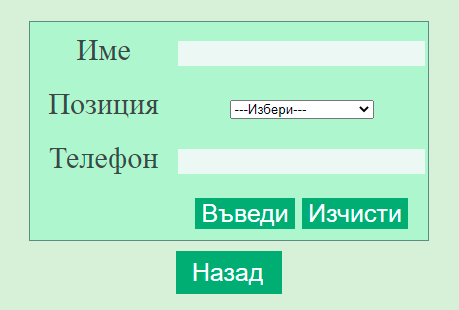 Име
Позиция ---Избери---
Телефон
Въведи Изчисти
Назад